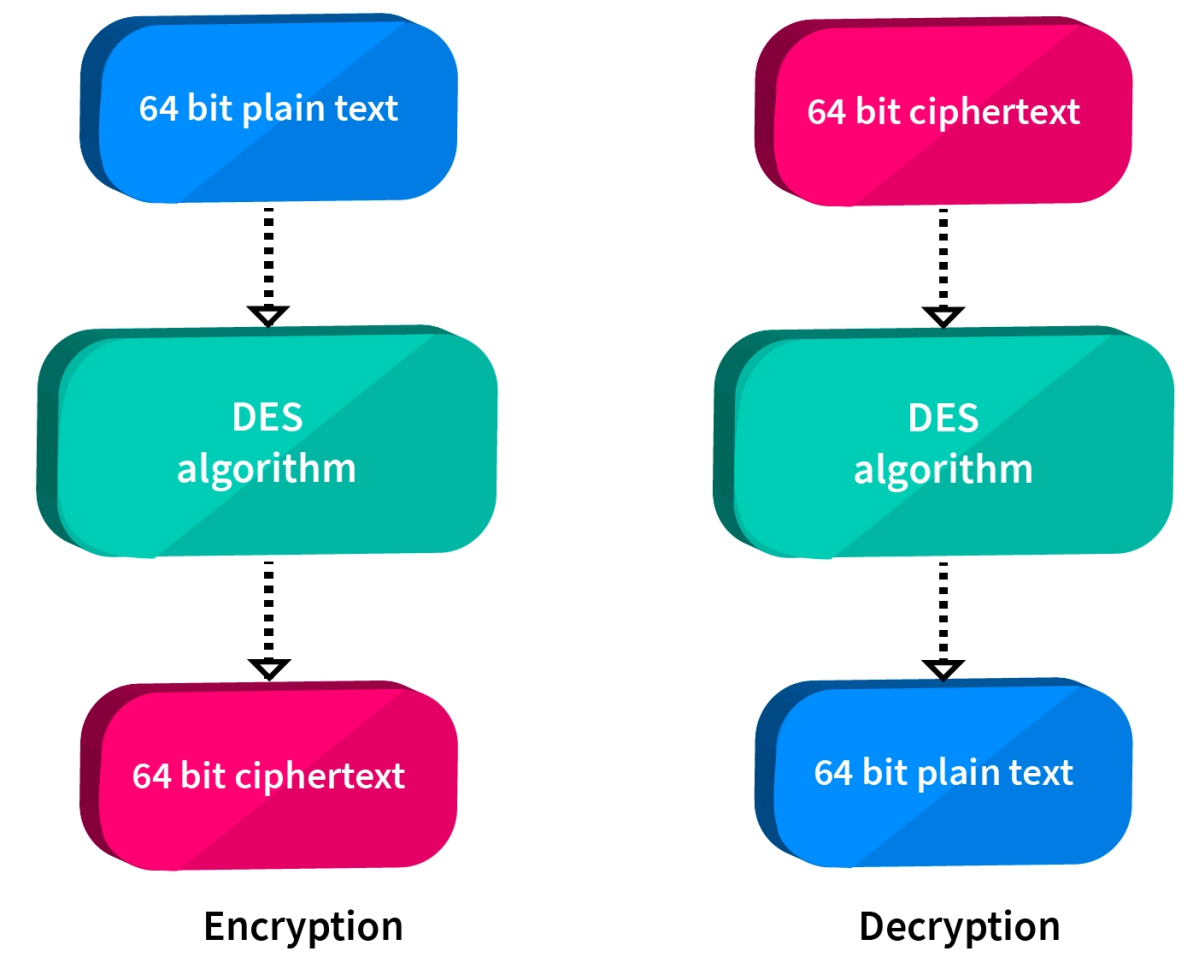 64 bit plain text
DES
algorithm
64 bit ciphertext
Encryption
64 bit ciphertext
DES
algorithm
64 bit plain text
Decryption